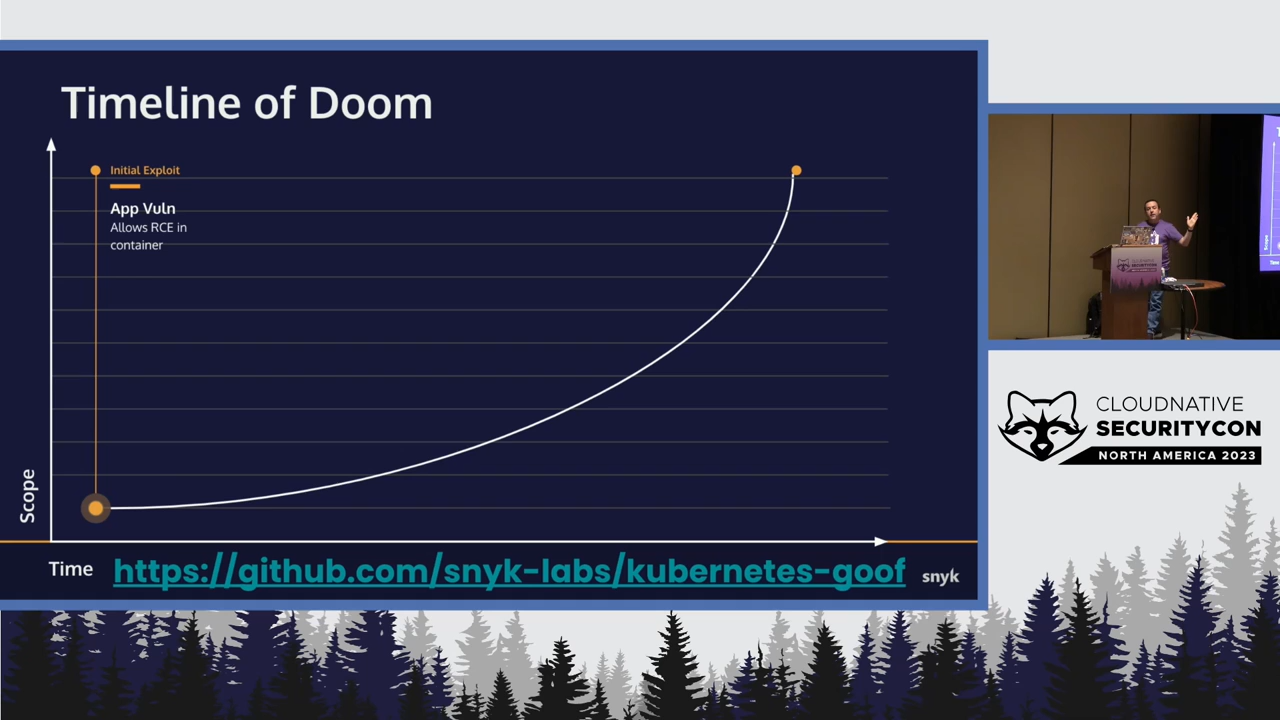 Timeline of Doom
Initial Exploit
App Vuln
Allows RCE in
container
Scope
Time
https://github.com/snyk-labs/kubernetes-goof
snyk
CLOUDNATIVE
SECURITYCON
NORTH AMERICA 2023